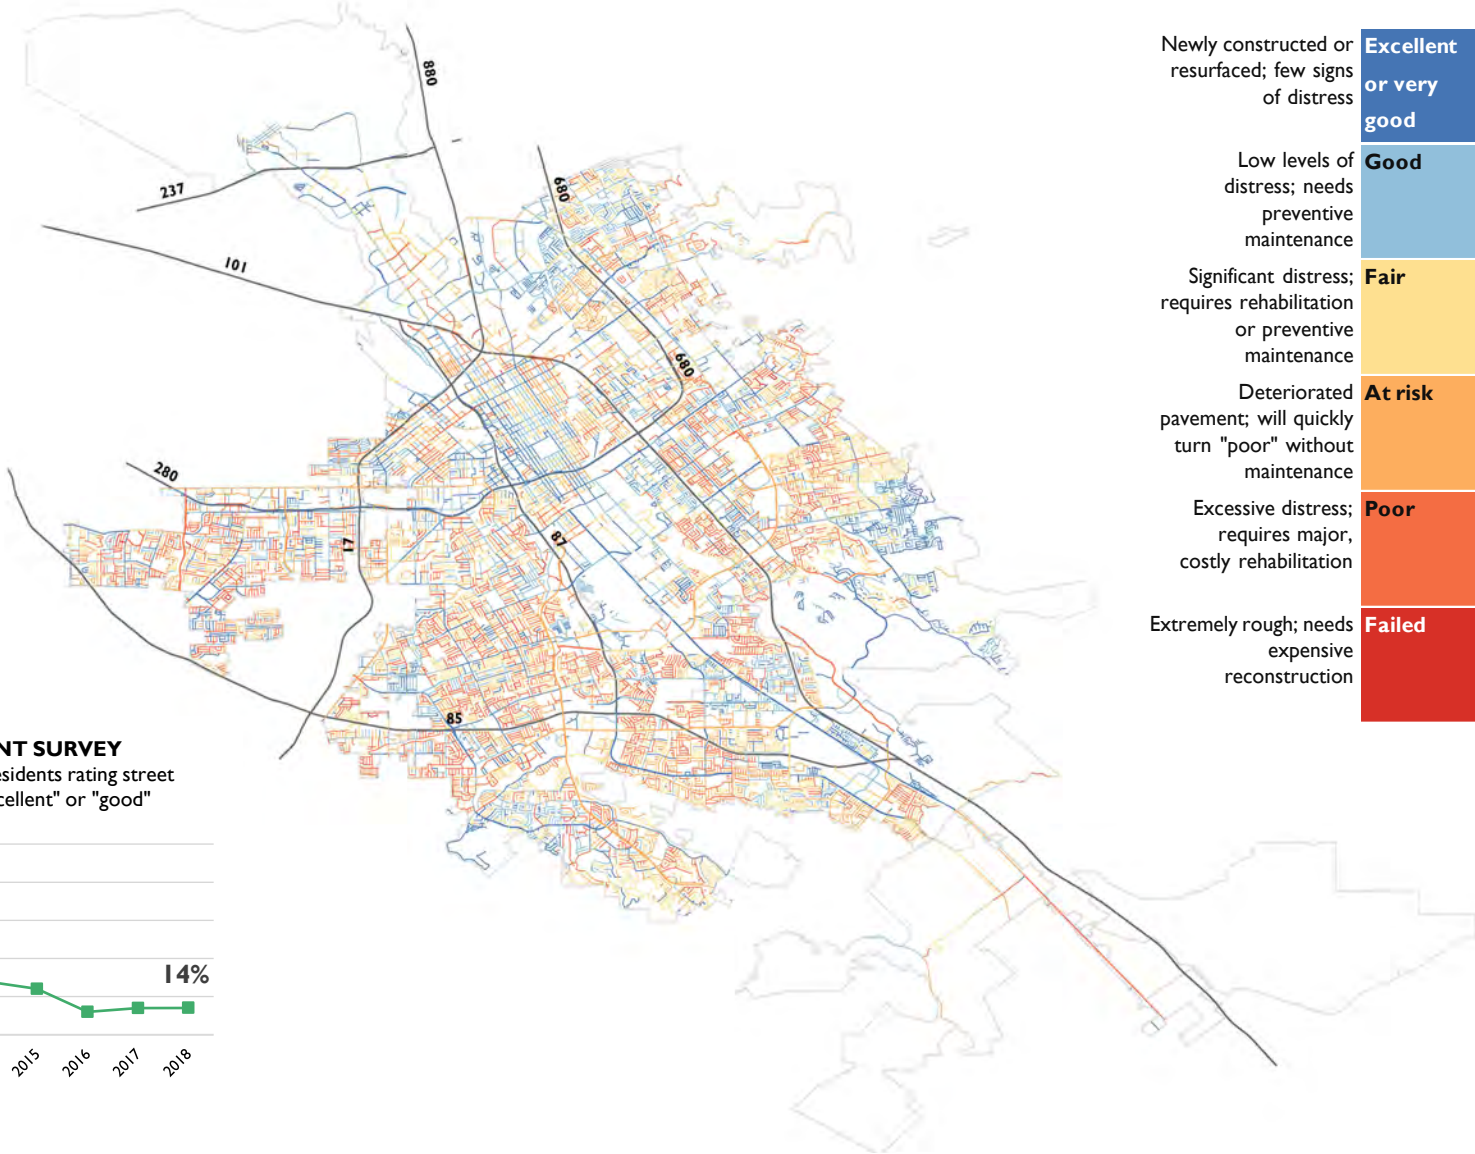 Newly constructed or
resurfaced; few signs
of distress
Excellent
or very
good
Low levels of
distress; needs
preventive
maintenance
Good
Significant distress;
requires rehabilitation
or preventive
maintenance
Fair
Deteriorated
pavement; will quickly
turn "poor" without
maintenance
At risk
Excessive distress;
requires major,
costly rehabilitation
Poor
Extremely rough; needs
expensive
reconstruction
Failed
880
237
680
101
680
280
17
87
85
NT SURVEY
esidents rating street
cellent" or "good"
14%
2015
2016
2017
2018